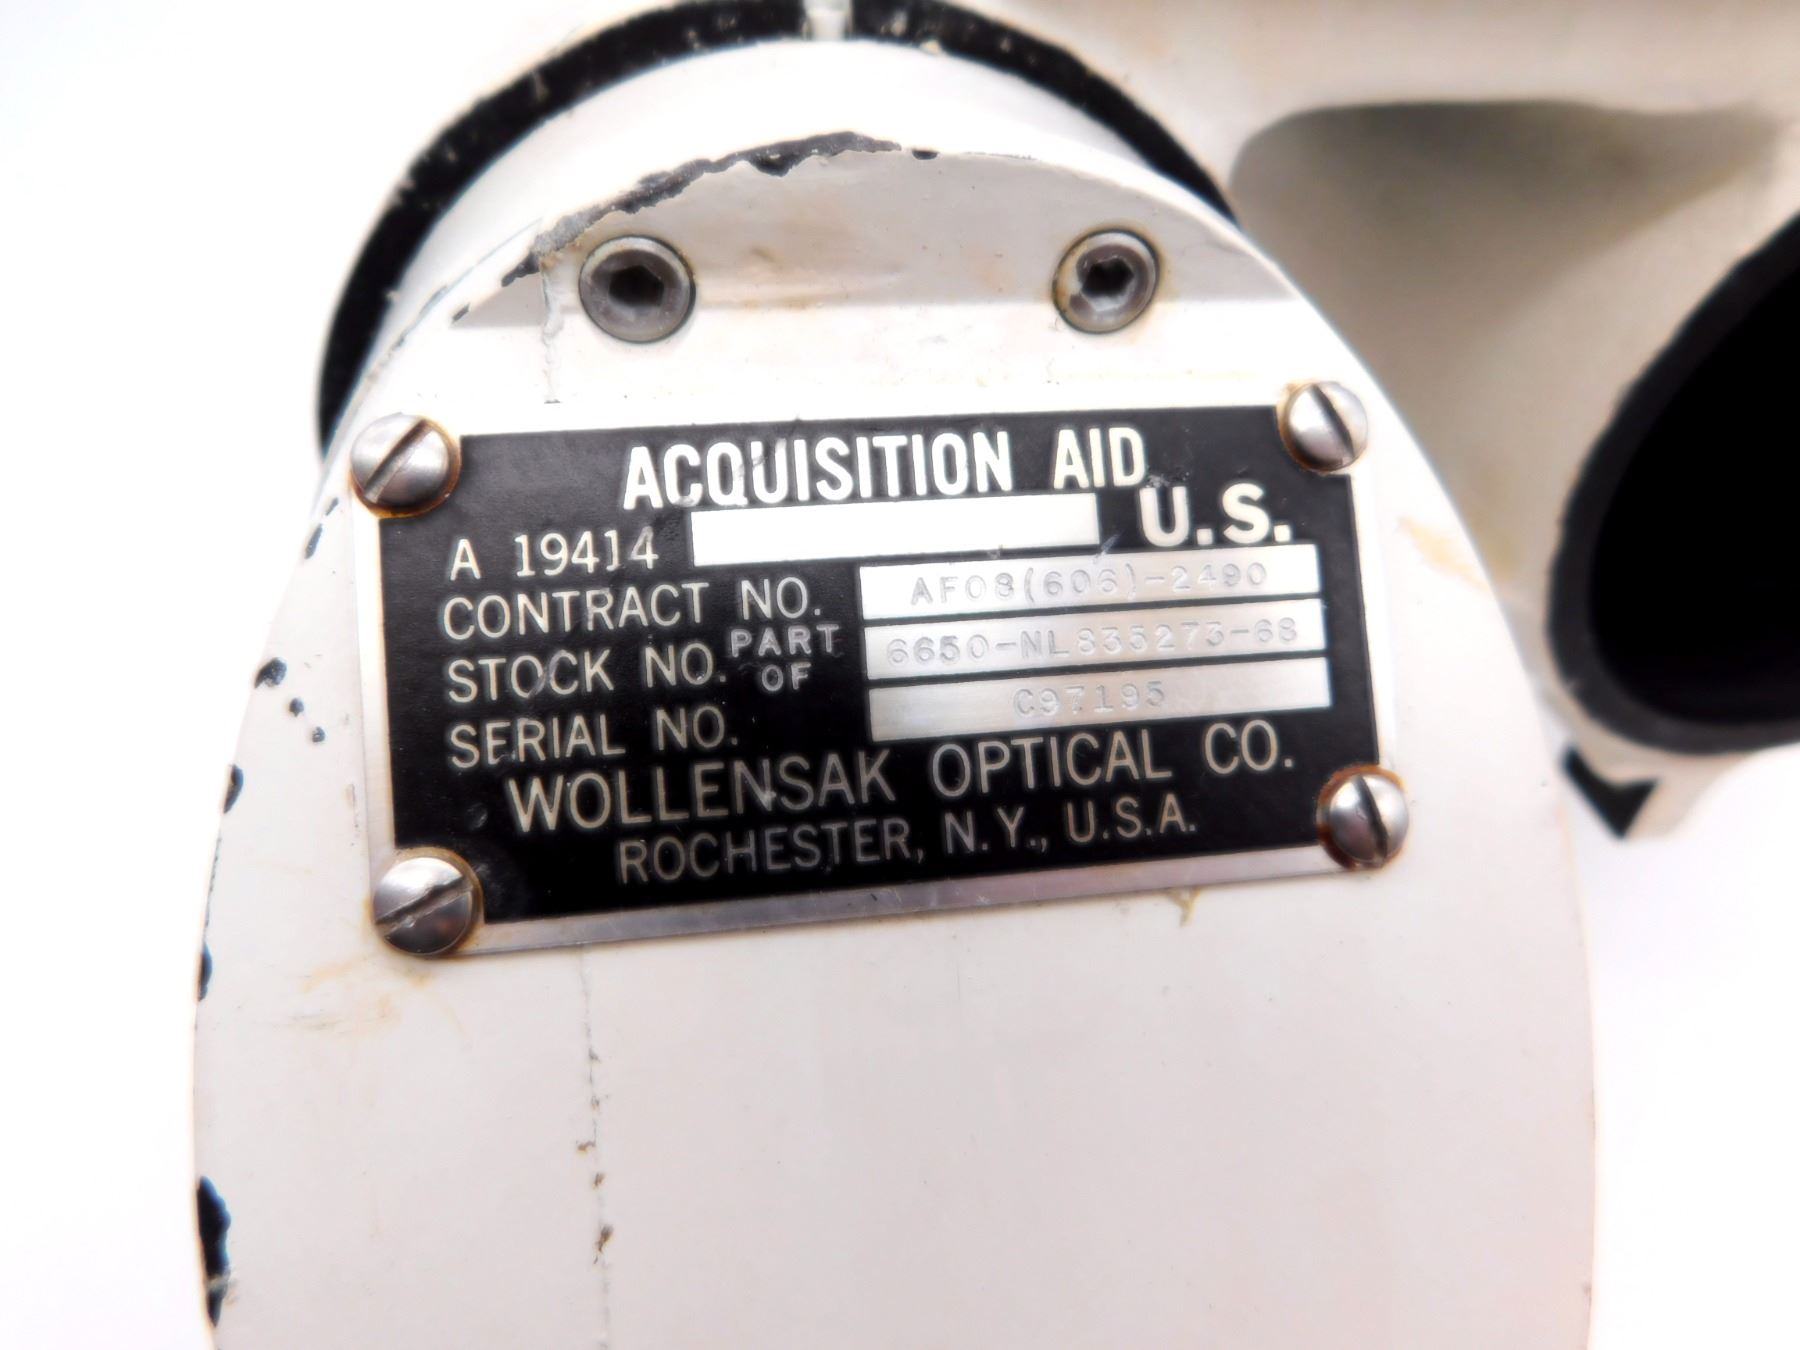 ACQUISITION AID
A 19414 U.S.
CONTRACT NO. AF08(606)-2490
STOCK NO. PART OF 6650-NL835273-68
SERIAL NO. C97195
WOLLENSAK OPTICAL CO.
ROCHESTER, N.Y., U.S.A.